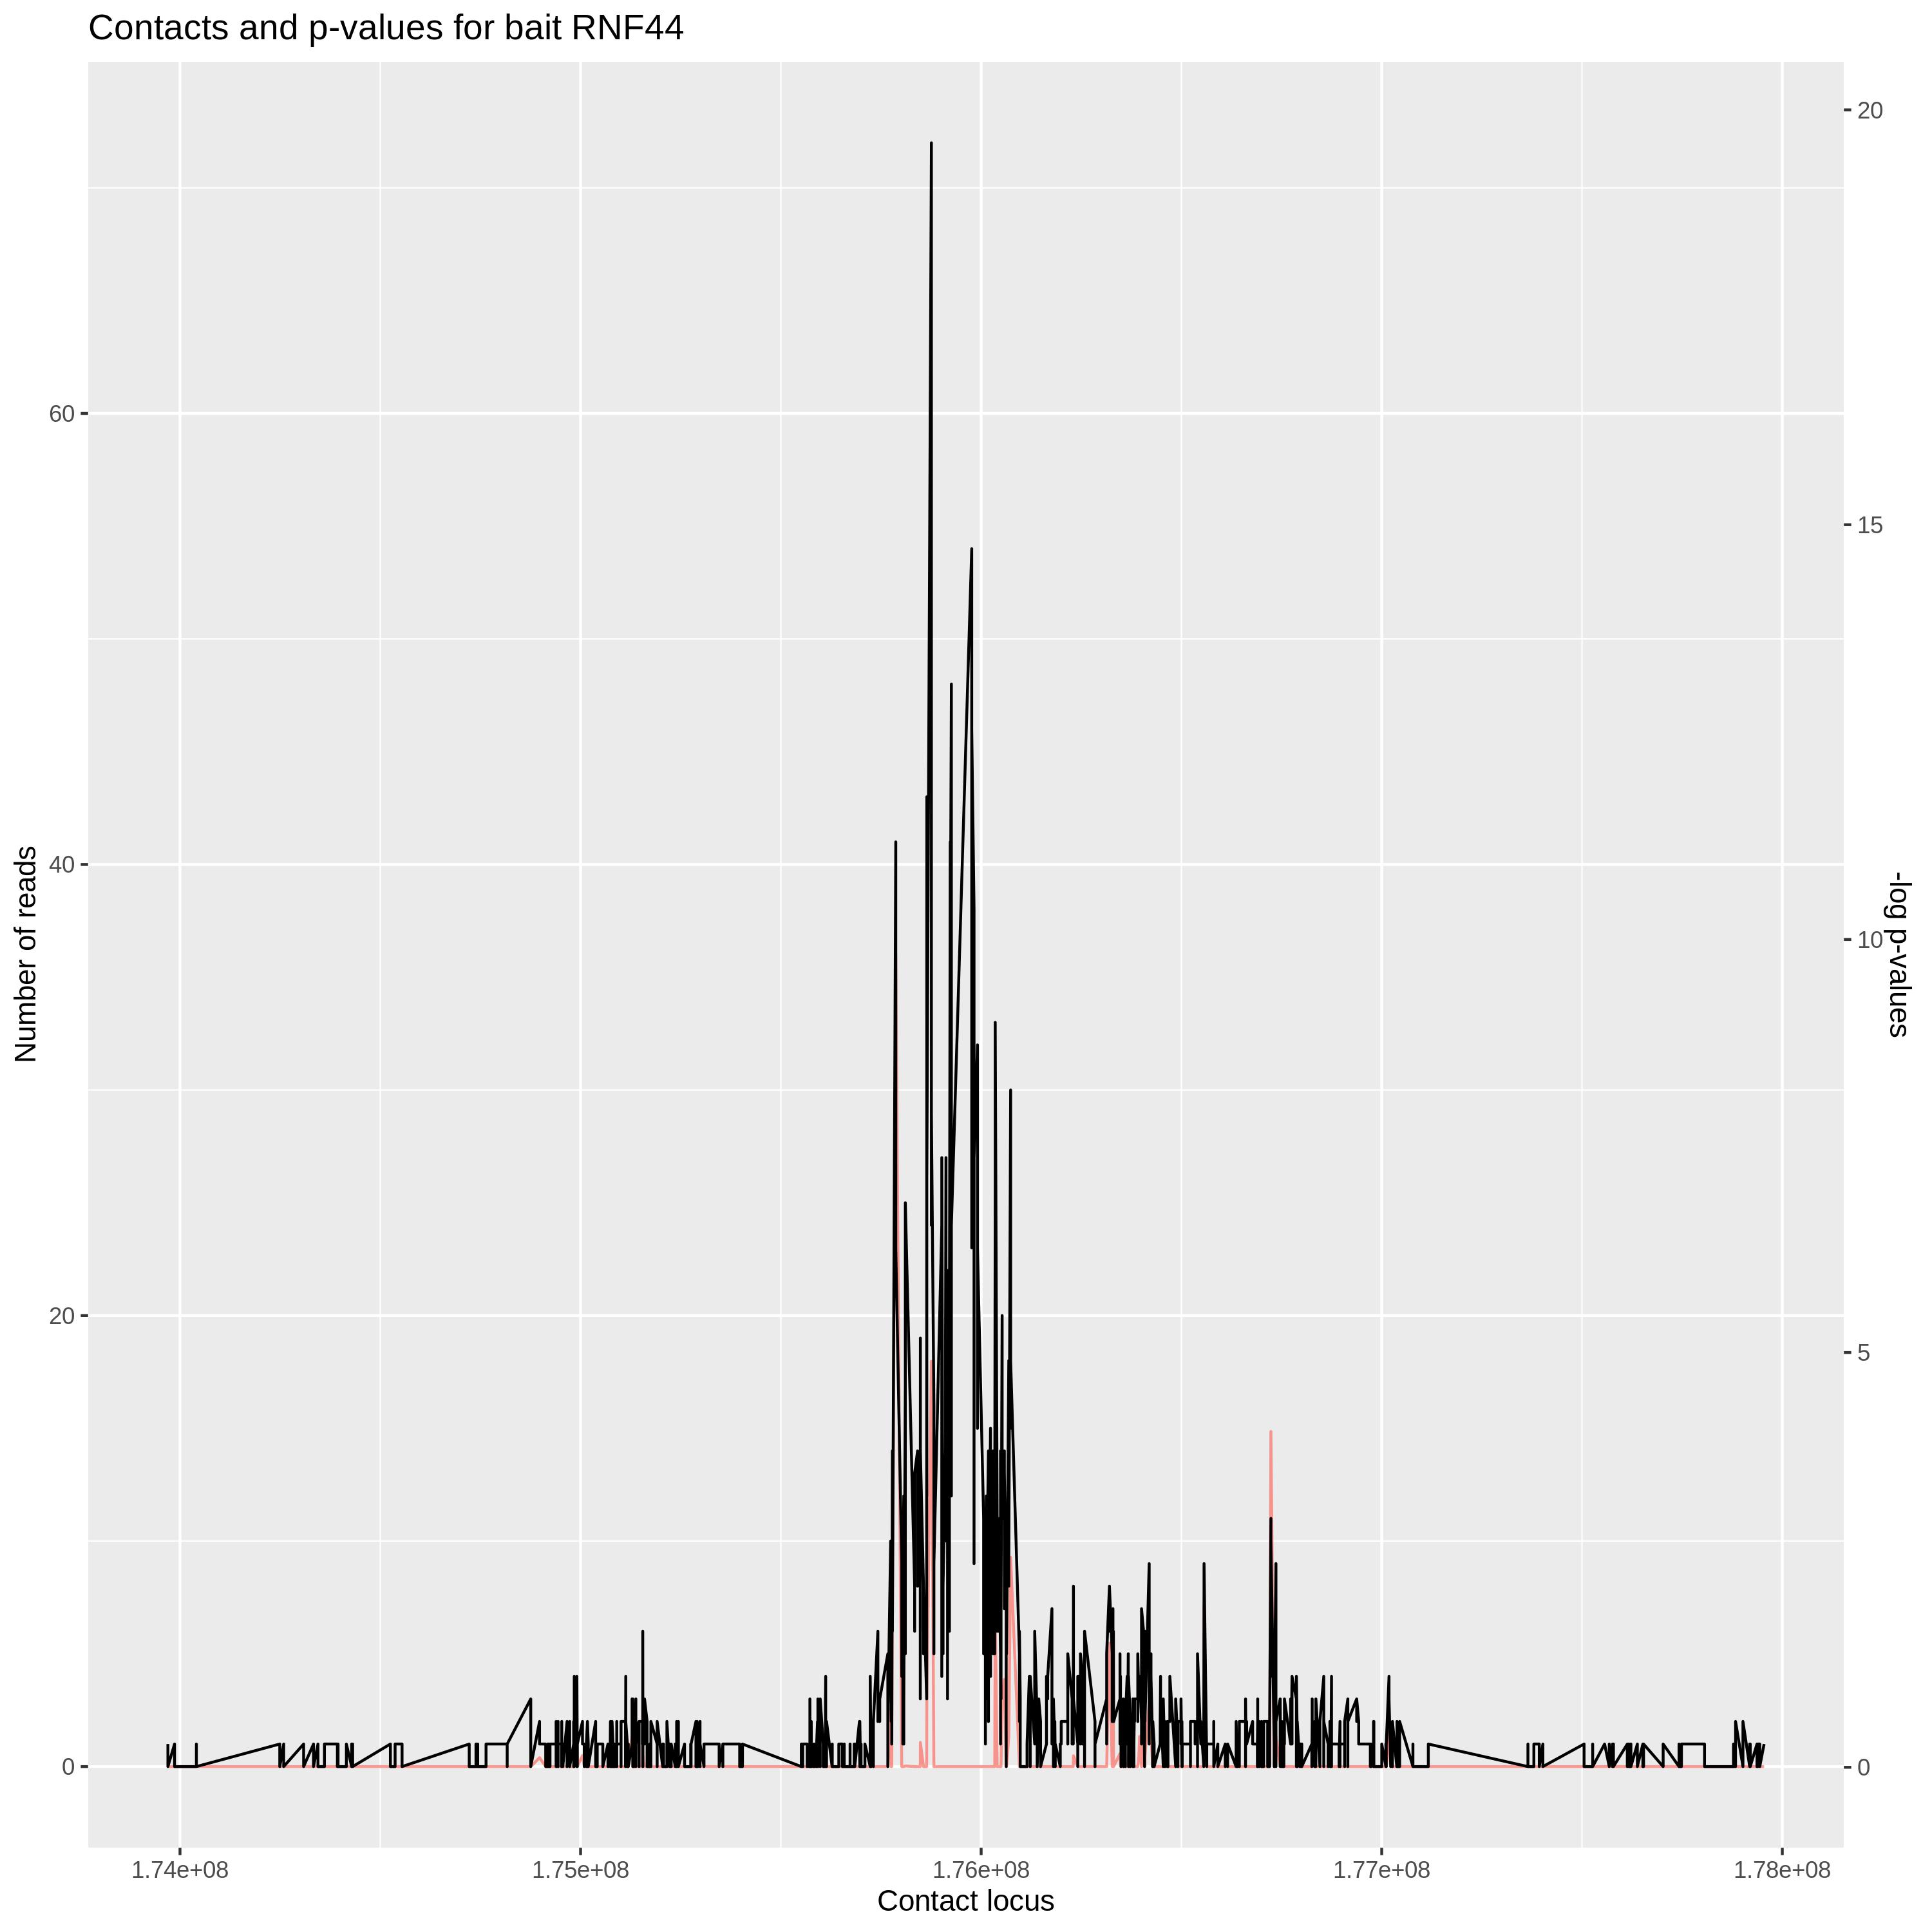 Contacts and p-values for bait RNF44
20
15
10
5
0
60
40
20
0
Number of reads
-log p-values
1.74e+08
1.75e+08
1.76e+08
1.77e+08
1.78e+08
Contact locus